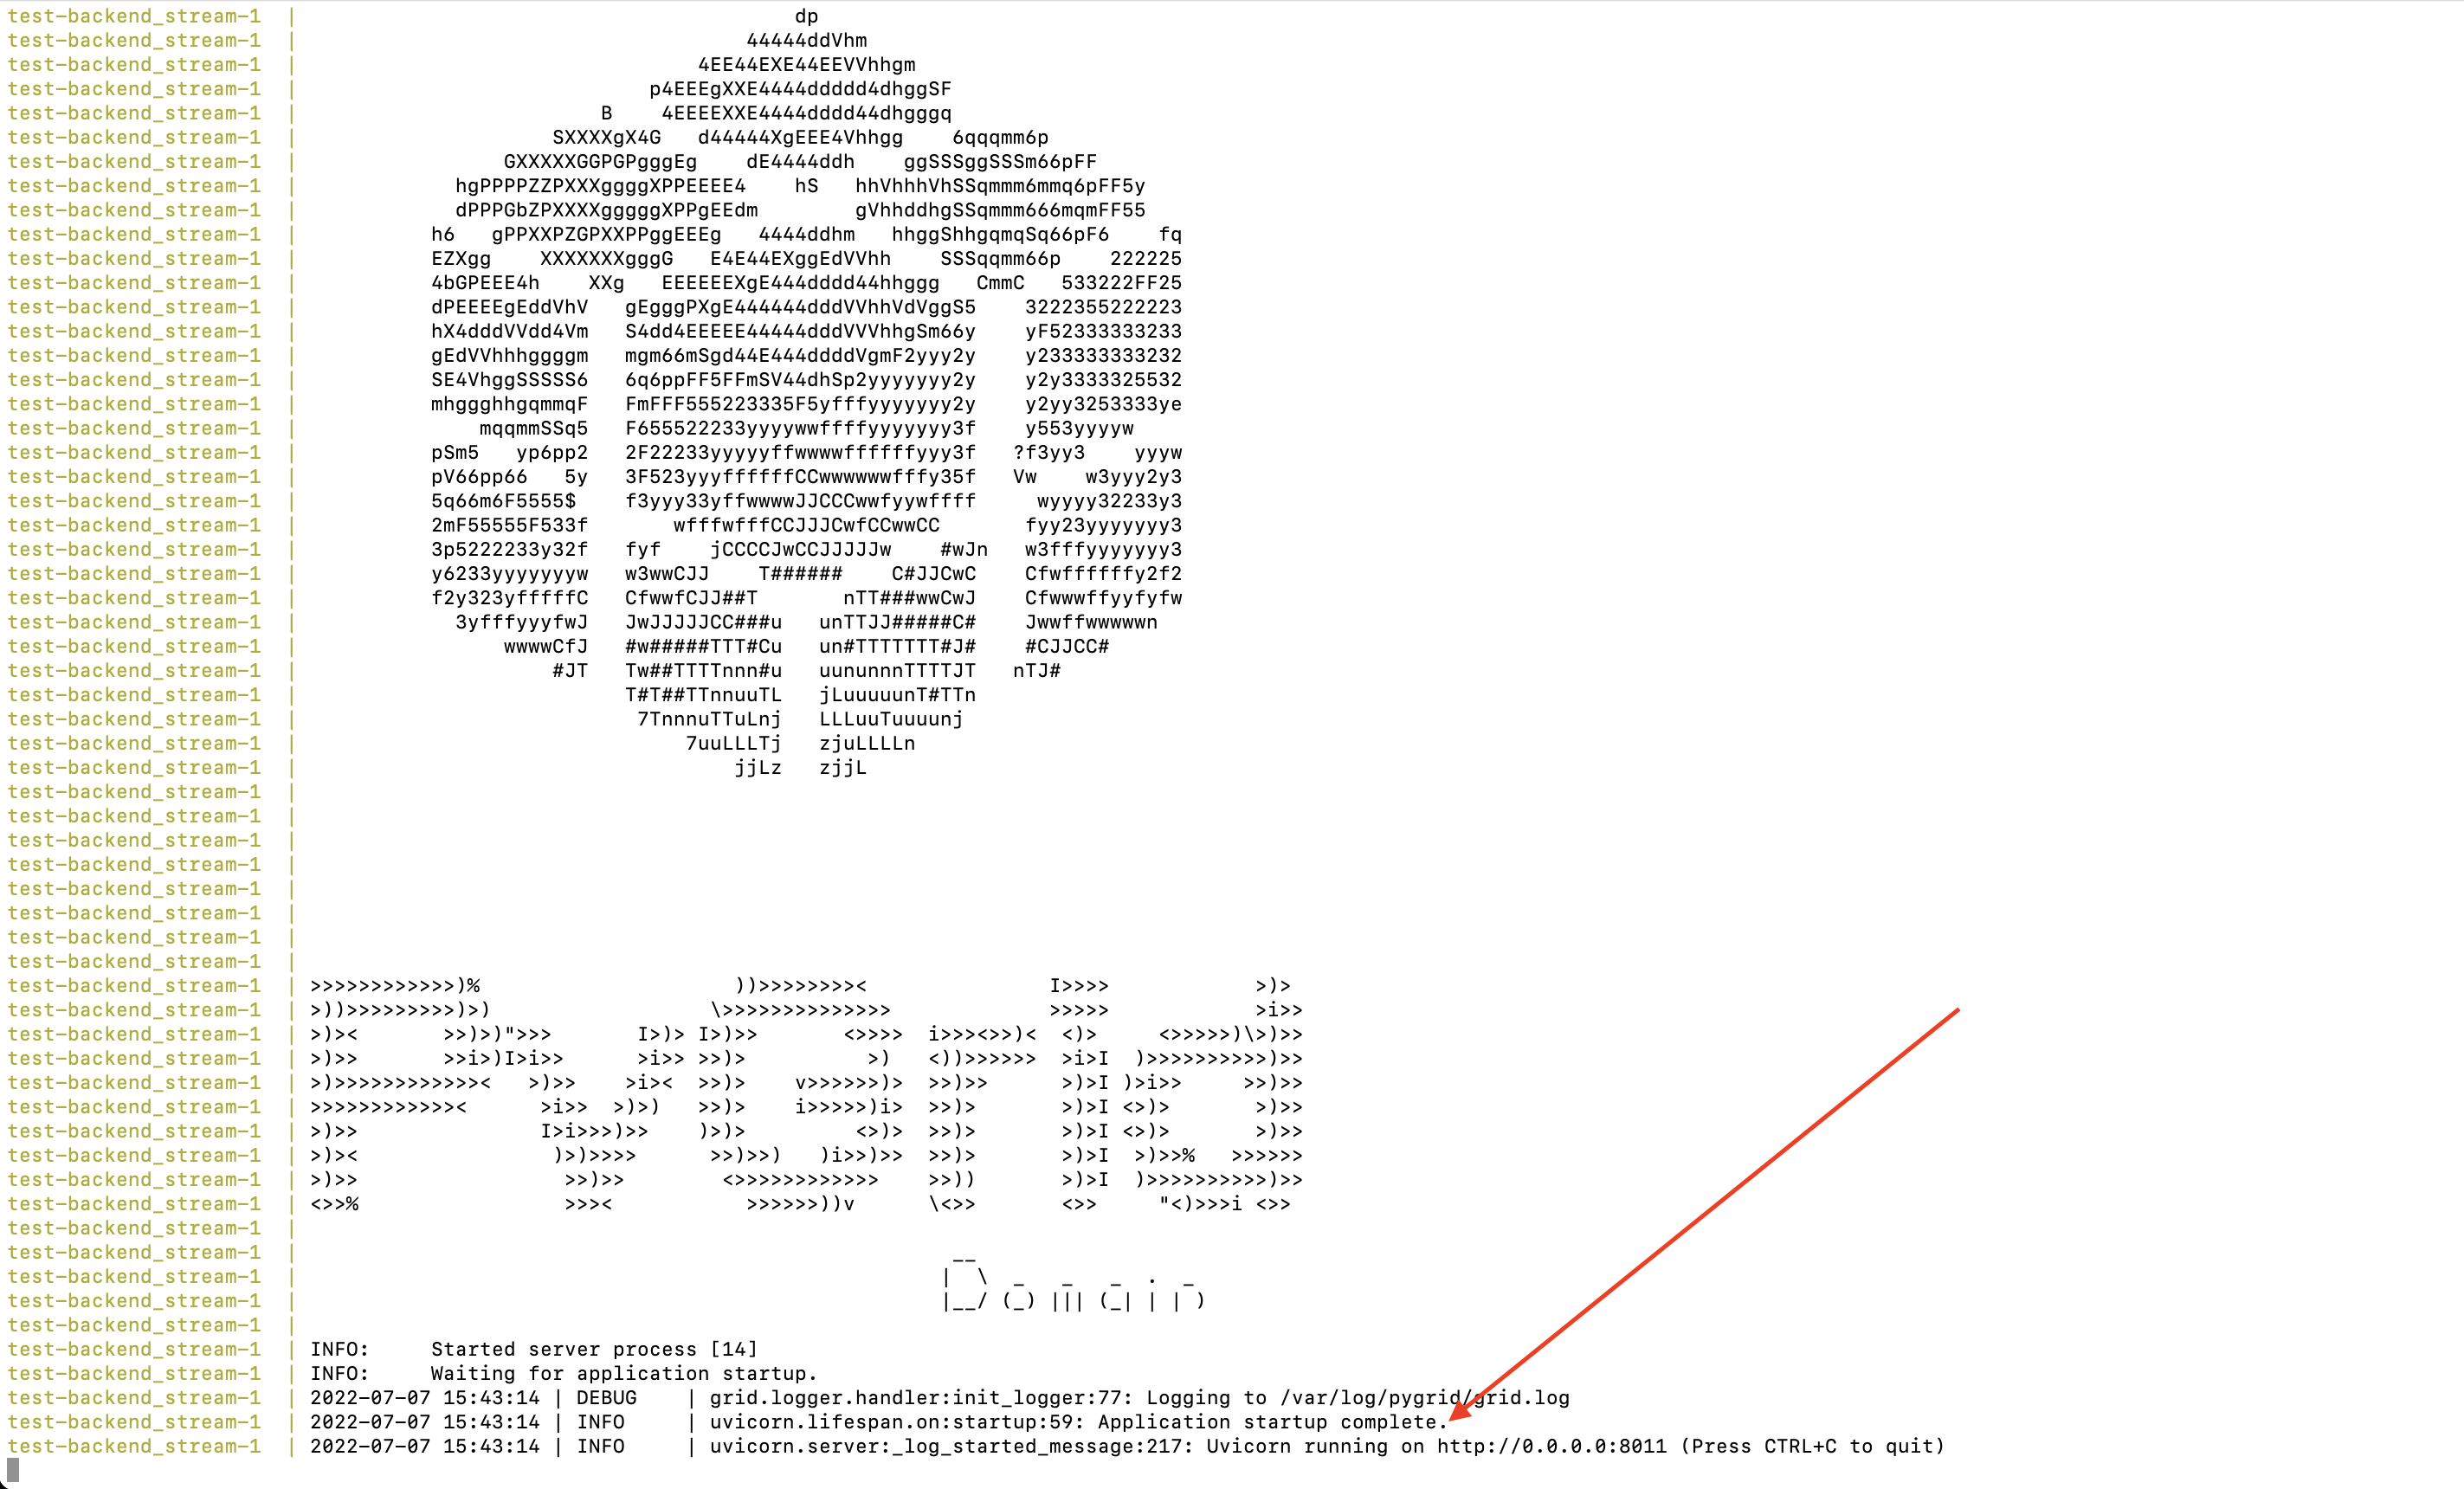 test-backend_stream-1  |                                         dp
test-backend_stream-1  |                                     44444ddVhm
test-backend_stream-1  |                                 4EE44EXE44EEVVhhgm
test-backend_stream-1  |                             p4EEEgXXE4444ddddd4dhggSF
test-backend_stream-1  |                         B    4EEEEXXE4444dddd44dhgggq
test-backend_stream-1  |                     SXXXXgX4G   d44444XgEEE4Vhhgg    6qqqmm6p
test-backend_stream-1  |                 GXXXXXGGPGPgggEg    dE4444ddh    ggSSSggSSSm66pFF
test-backend_stream-1  |             hgPPPPZZPXXXggggXPPEEEE4    hS   hhVhhhVhSSqmmm6mmq6pFF5y
test-backend_stream-1  |             dPPPGbZPXXXXgggggXPPgEEdm        gVhhddhgSSqmmm666mqmFF55
test-backend_stream-1  |           h6   gPPXXPZGPXXPPggEEEg   4444ddhm   hhggShhgqmqSq66pF6    fq
test-backend_stream-1  |           EZXgg    XXXXXXXgggG   E4E44EXggEdVVhh    SSSqqmm66p    222225
test-backend_stream-1  |           4bGPEEE4h    XXg   EEEEEEXgE444dddd44hhggg   CmmC   533222FF25
test-backend_stream-1  |           dPEEEEgEddVhV   gEgggPXgE444444dddVVhhVdVggS5    3222355222223
test-backend_stream-1  |           hX4dddVVdd4Vm   S4dd4EEEEE44444dddVVVhhgSm66y    yF52333333233
test-backend_stream-1  |           gEdVVhhhggggm   mgm66mSgd44E444ddddVgmF2yyy2y    y233333333232
test-backend_stream-1  |           SE4VhggSSSSS6   6q6ppFF5FFmSV44dhSp2yyyyyyy2y    y2y3333325532
test-backend_stream-1  |           mhggghhgqmmqF   FmFFF555223335F5yfffyyyyyyy2y    y2yy3253333ye
test-backend_stream-1  |               mqqmmSSq5   F655522233yyyywwffffyyyyyyy3f    y553yyyyw
test-backend_stream-1  |           pSm5   yp6pp2   2F22233yyyyyffwwwwffffffyyy3f   ?f3yy3    yyyw
test-backend_stream-1  |           pV66pp66   5y   3F523yyyffffffCCwwwwwwfffy35f   Vw    w3yyy2y3
test-backend_stream-1  |           5q66m6F5555$    f3yyy33yffwwwwJJCCCwwfyywffff     wyyyy32233y3
test-backend_stream-1  |           2mF55555F533f       wfffwfffCCJJJCwfCCwwCC       fyy23yyyyyyy3
test-backend_stream-1  |           3p5222233y32f   fyf    jCCCCJwCCJJJJJw    #wJn   w3fffyyyyyyy3
test-backend_stream-1  |           y6233yyyyyyyw   w3wwCJJ    T######    C#JJCwC    Cfwffffffy2f2
test-backend_stream-1  |           f2y323yfffffC   CfwwfCJJ##T       nTT###wwCwJ    Cfwwwffyyfyfw
test-backend_stream-1  |             3yfffyyyfwJ   JwJJJJJCC###u   unTTJJ#####C#    Jwwffwwwwwn
test-backend_stream-1  |                 wwwwCfJ   #w#####TTT#Cu   un#TTTTTTT#J#    #CJJCC#
test-backend_stream-1  |                     #JT   Tw##TTTTnnn#u   uununnnTTTTJT   nTJ#
test-backend_stream-1  |                           T#T##TTnnuuTL   jLuuuuunT#TTn
test-backend_stream-1  |                            7TnnnuTTuLnj   LLLuuTuuuunj
test-backend_stream-1  |                                7uuLLLTj   zjuLLLLn
test-backend_stream-1  |                                    jjLz   zjjL
test-backend_stream-1  |
test-backend_stream-1  |
test-backend_stream-1  |
test-backend_stream-1  |
test-backend_stream-1  |
test-backend_stream-1  |
test-backend_stream-1  |
test-backend_stream-1  |
test-backend_stream-1  | >>>>>>>>>>>>)%                     ))>>>>>>>><               I>>>>            >)>
test-backend_stream-1  | >))>>>>>>>>>)>)                  \>>>>>>>>>>>>>>             >>>>>            >i>>
test-backend_stream-1  | >)><       >>)>)">>>       I>)> I>)>>       <>>>>  i>>><>>)<  <)>     <>>>>>)\>)>>
test-backend_stream-1  | >)>>       >>i>)I>i>>      >i>> >>)>          >)   <))>>>>>>  >i>I  )>>>>>>>>>>)>>
test-backend_stream-1  | >)>>>>>>>>>>>><   >)>>    >i><  >>)>    v>>>>>>)>  >>)>>      >)>I )>i>>     >>)>>
test-backend_stream-1  | >>>>>>>>>>>><      >i>>  >)>)   >>)>    i>>>>>)i>  >>)>       >)>I <>)>       >)>>
test-backend_stream-1  | >)>>               I>i>>>)>>    )>)>         <>)>  >>)>       >)>I <>)>       >)>>
test-backend_stream-1  | >)><                )>)>>>>      >>)>>)   )i>>)>>  >>)>       >)>I  >)>>%   >>>>>>
test-backend_stream-1  | >)>>                 >>)>>        <>>>>>>>>>>>>    >>))       >)>I  )>>>>>>>>>>)>>
test-backend_stream-1  | <>>%                 >>><           >>>>>>))v      \<>>       <>>     "<)>>>i <>>
test-backend_stream-1  |
test-backend_stream-1  |                                                      __
test-backend_stream-1  |                                                     |  \  _   _   _  .  _
test-backend_stream-1  |                                                     |__/ (_) ||| (_| | | )
test-backend_stream-1  |
test-backend_stream-1  | INFO:     Started server process [14]
test-backend_stream-1  | INFO:     Waiting for application startup.
test-backend_stream-1  | 2022-07-07 15:43:14 | DEBUG    | grid.logger.handler:init_logger:77: Logging to /var/log/pygrid/grid.log
test-backend_stream-1  | 2022-07-07 15:43:14 | INFO     | uvicorn.lifespan.on:startup:59: Application startup complete.
test-backend_stream-1  | 2022-07-07 15:43:14 | INFO     | uvicorn.server:_log_started_message:217: Uvicorn running on http://0.0.0.0:8011 (Press CTRL+C to quit)